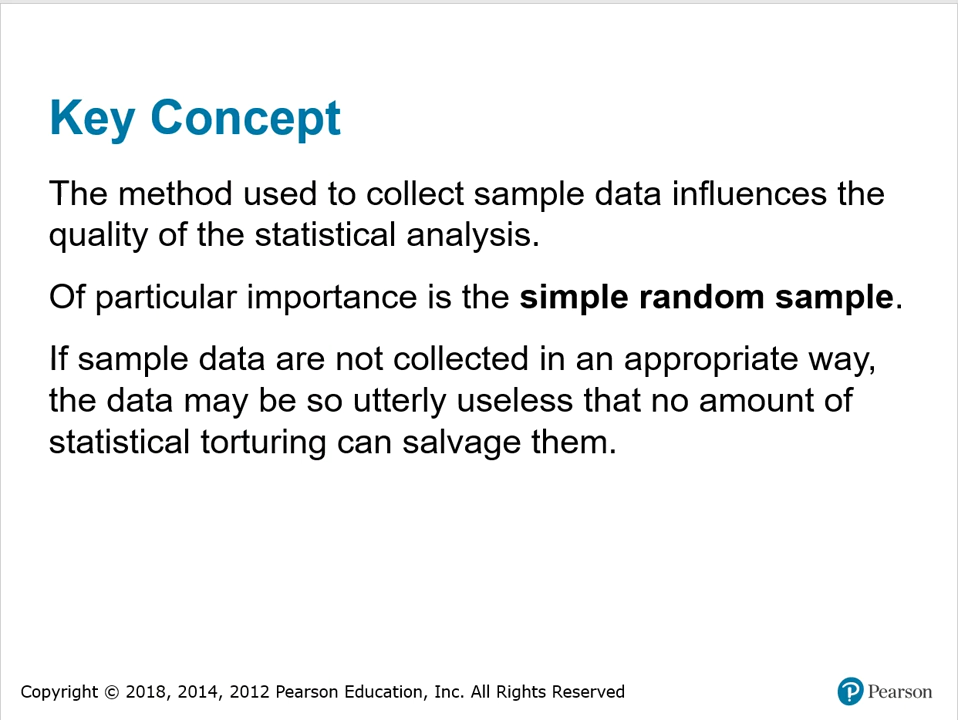 Key Concept
The method used to collect sample data influences the
quality of the statistical analysis.
Of particular importance is the simple random sample.
If sample data are not collected in an appropriate way,
the data may be so utterly useless that no amount of
statistical torturing can salvage them.
Copyright © 2018, 2014, 2012 Pearson Education, Inc. All Rights Reserved
P Pearson